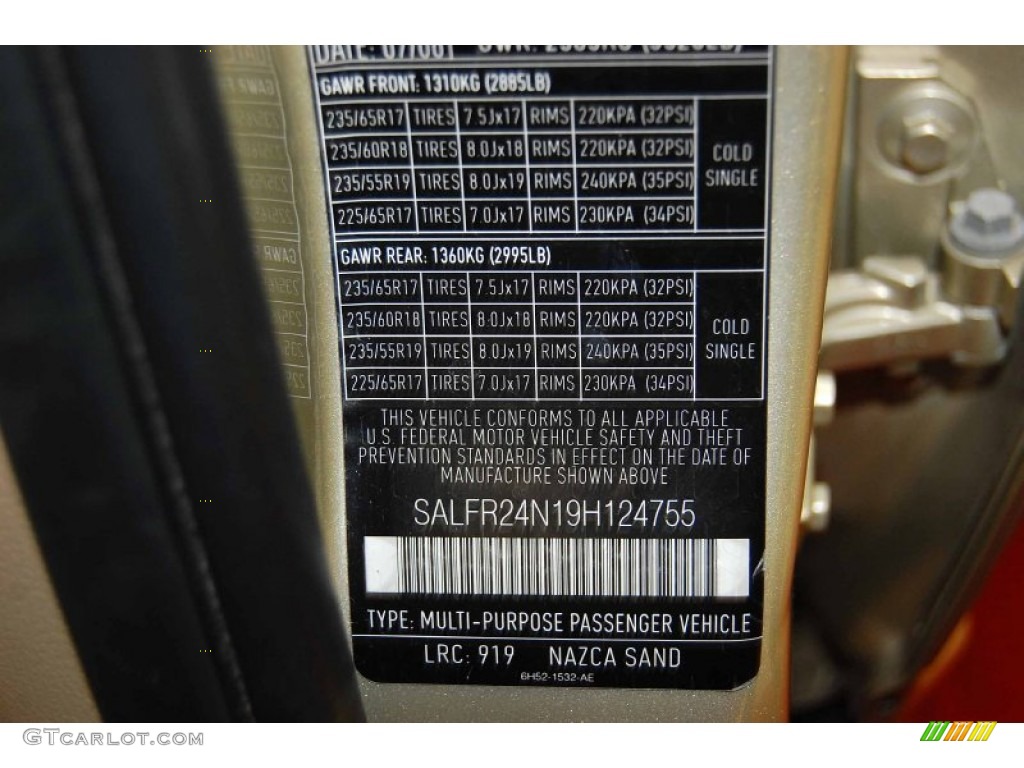 GAWR FRONT: 1310KG (2885LB)
235/65R17 TIRES 7.5Jx17 RIMS 220KPA (32PSI)
235/60R18 TIRES 8.0Jx18 RIMS 220KPA (32PSI)
235/55R19 TIRES 8.0Jx19 RIMS 240KPA (35PSI)
225/65R17 TIRES 7.0Jx17 RIMS 230KPA (34PSI)
COLD
SINGLE
GAWR REAR: 1360KG (2995LB)
235/65R17 TIRES 7.5Jx17 RIMS 220KPA (32PSI)
235/60R18 TIRES 8.0Jx18 RIMS 220KPA (32PSI)
235/55R19 TIRES 8.0Jx19 RIMS 240KPA (35PSI)
225/65R17 TIRES 7.0Jx17 RIMS 230KPA (34PSI)
COLD
SINGLE
THIS VEHICLE CONFORMS TO ALL APPLICABLE
U.S. FEDERAL MOTOR VEHICLE SAFETY AND THEFT
PREVENTION STANDARDS IN EFFECT ON THE DATE OF
MANUFACTURE SHOWN ABOVE
SALFR24N19H124755
TYPE: MULTI-PURPOSE PASSENGER VEHICLE
LRC: 919 NAZCA SAND
6H52-1532-AE
GTCARLOT.COM